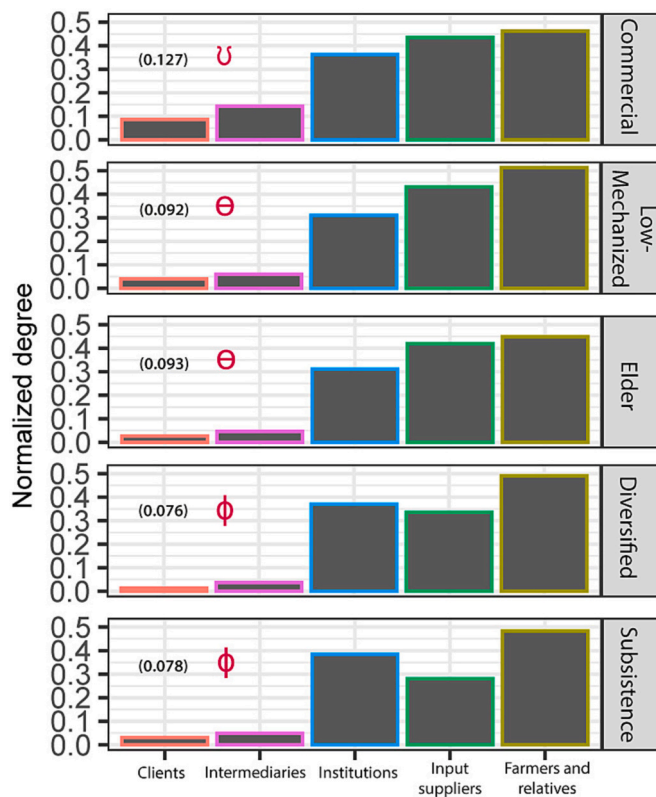 Normalized degree
0.5
0.4
0.3
0.2
0.1
0.0
(0.127) ʊ
Commercial
0.5
0.4
0.3
0.2
0.1
0.0
(0.092) Θ
Low-
Mechanized
0.5
0.4
0.3
0.2
0.1
0.0
(0.093) Θ
Elder
0.5
0.4
0.3
0.2
0.1
0.0
(0.076) ϕ
Diversified
0.5
0.4
0.3
0.2
0.1
0.0
(0.078) ϕ
Subsistence
Clients
Intermediaries
Institutions
Input
suppliers
Farmers and
relatives